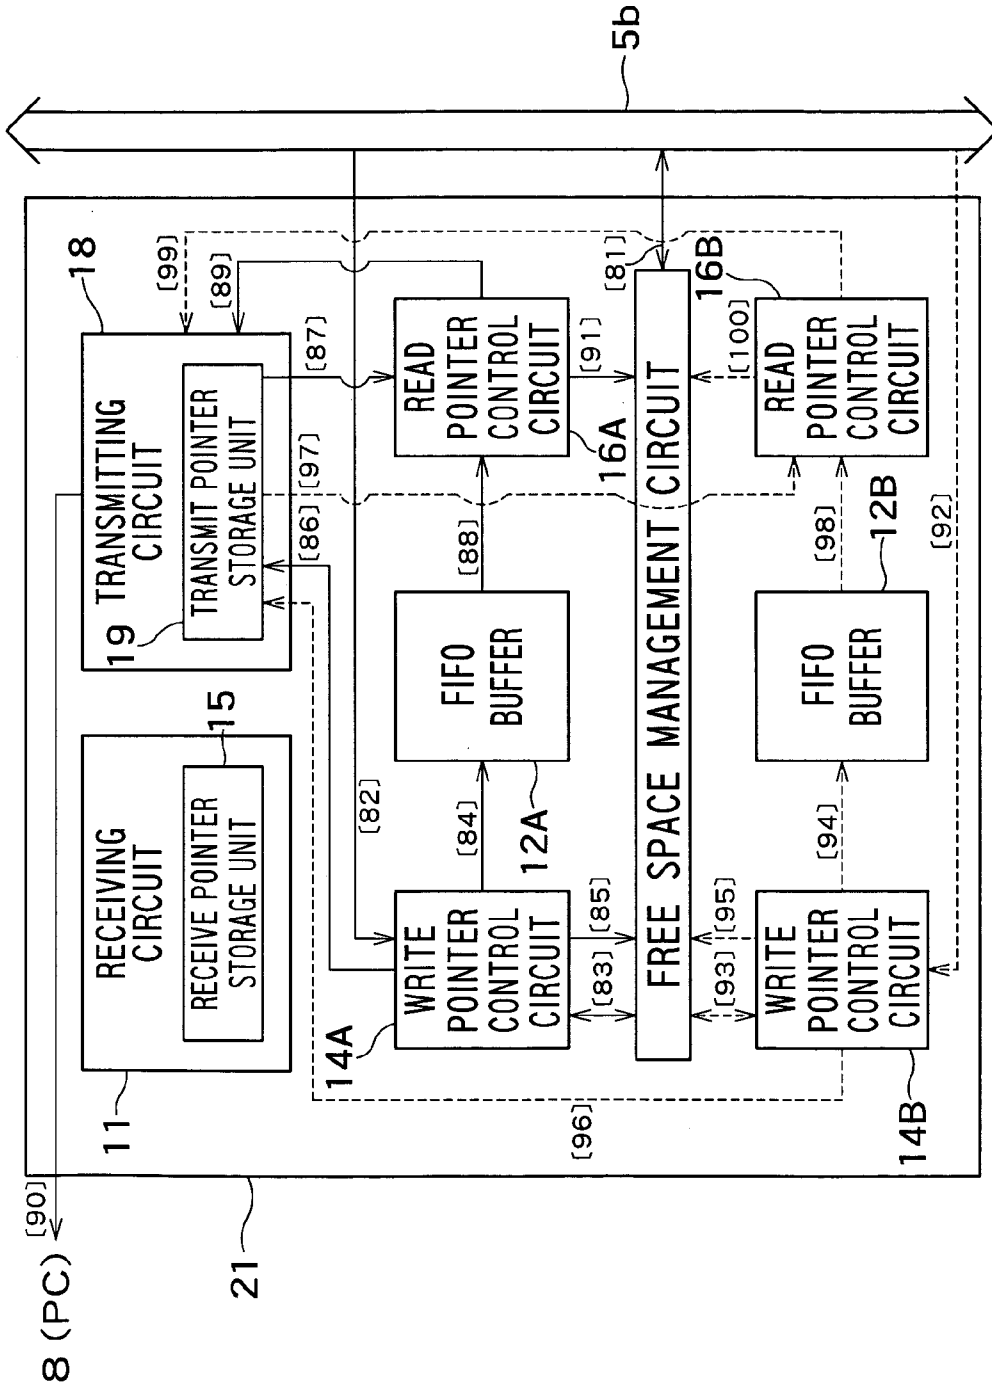 8 (PC)
[90]
21
11
RECEIVING
CIRCUIT
RECEIVE POINTER
STORAGE UNIT
15
TRANSMITTING
CIRCUIT
18
19
TRANSMIT POINTER
STORAGE UNIT
[86]
[97]
[87]
[99]
[89]
[82]
14A
WRITE
POINTER
CONTROL
CIRCUIT
[84]
FIFO
BUFFER
12A
[88]
READ
POINTER
CONTROL
CIRCUIT
16A
[83]
[85]
[91]
[81]
FREE SPACE MANAGEMENT CIRCUIT
[93]
[95]
[100]
16B
[96]
WRITE
POINTER
CONTROL
CIRCUIT
14B
[94]
FIFO
BUFFER
12B
[98]
READ
POINTER
CONTROL
CIRCUIT
[92]
5b